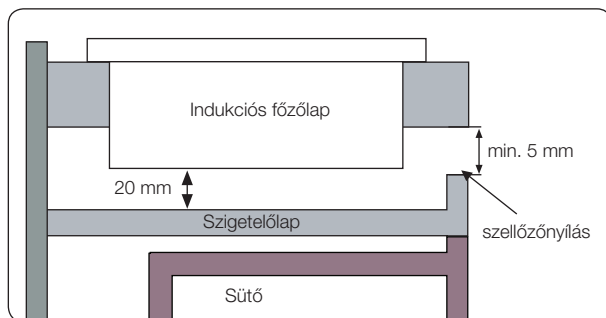 Indukciós főzőlap
min. 5 mm
20 mm
Szigetelőlap
szellőzőnyílás
Sütő